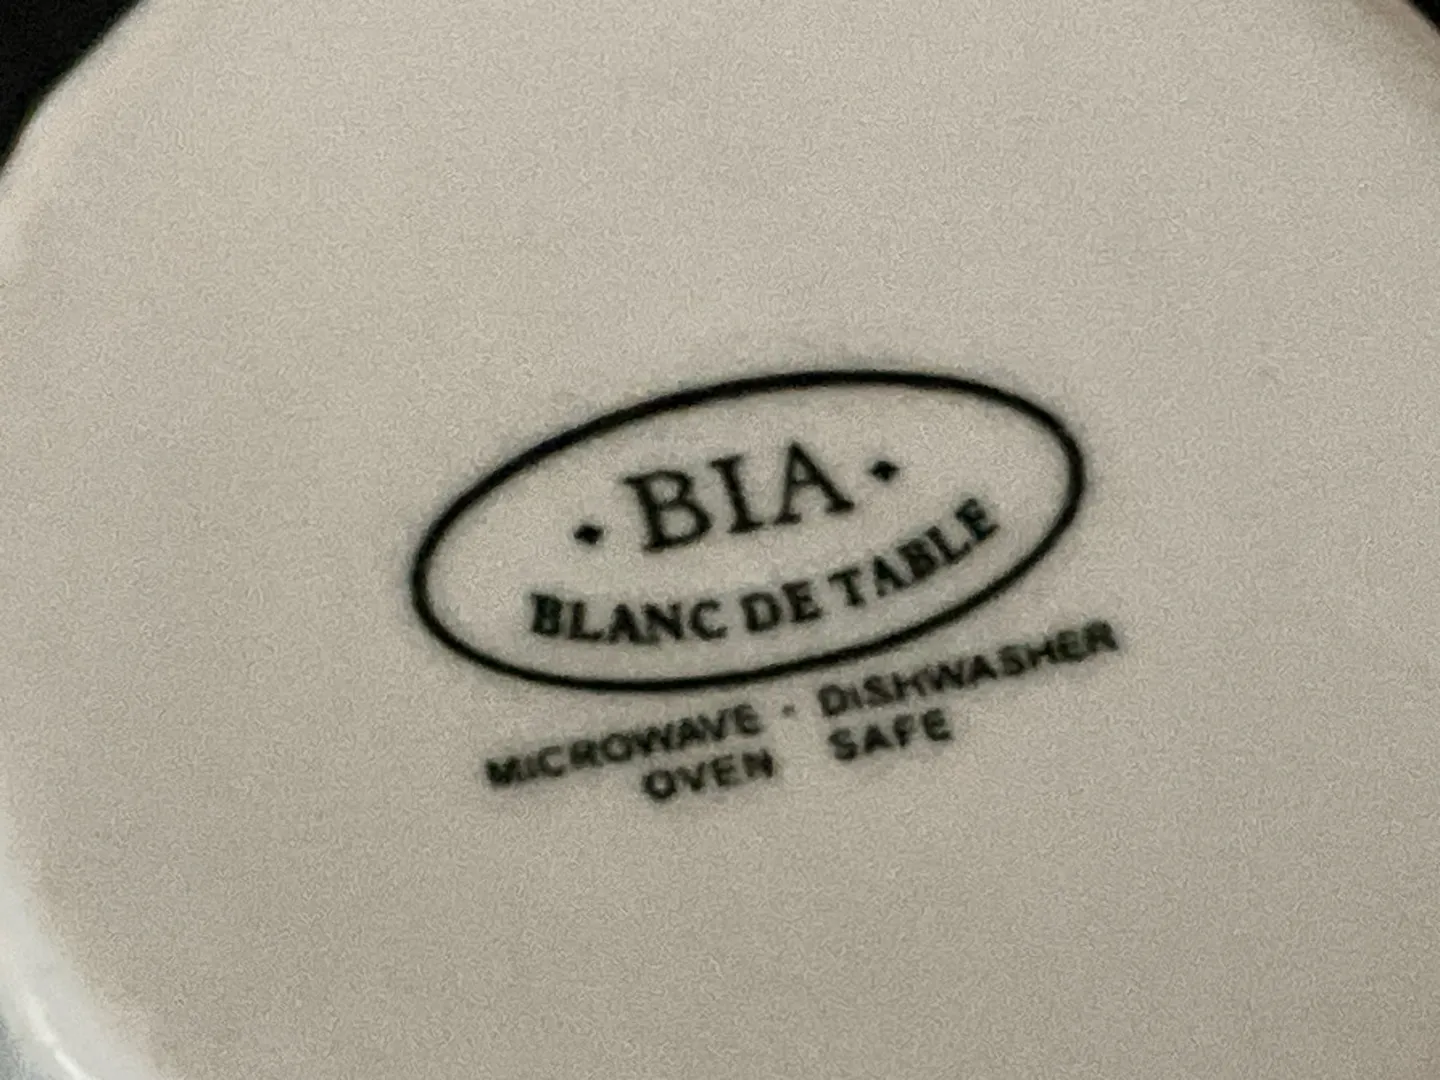 · BIA ·
BLANC DE TABLE
MICROWAVE · DISHWASHER
OVEN SAFE